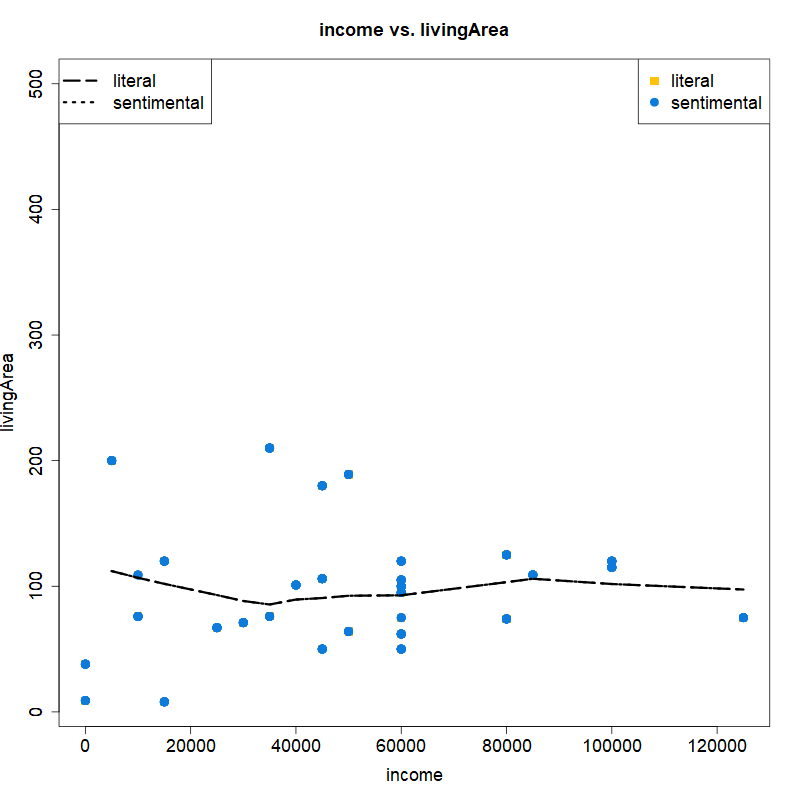 income vs. livingArea
literal
sentimental
literal
sentimental
livingArea
500
400
300
200
100
0
0
20000
40000
60000
80000
100000
120000
income